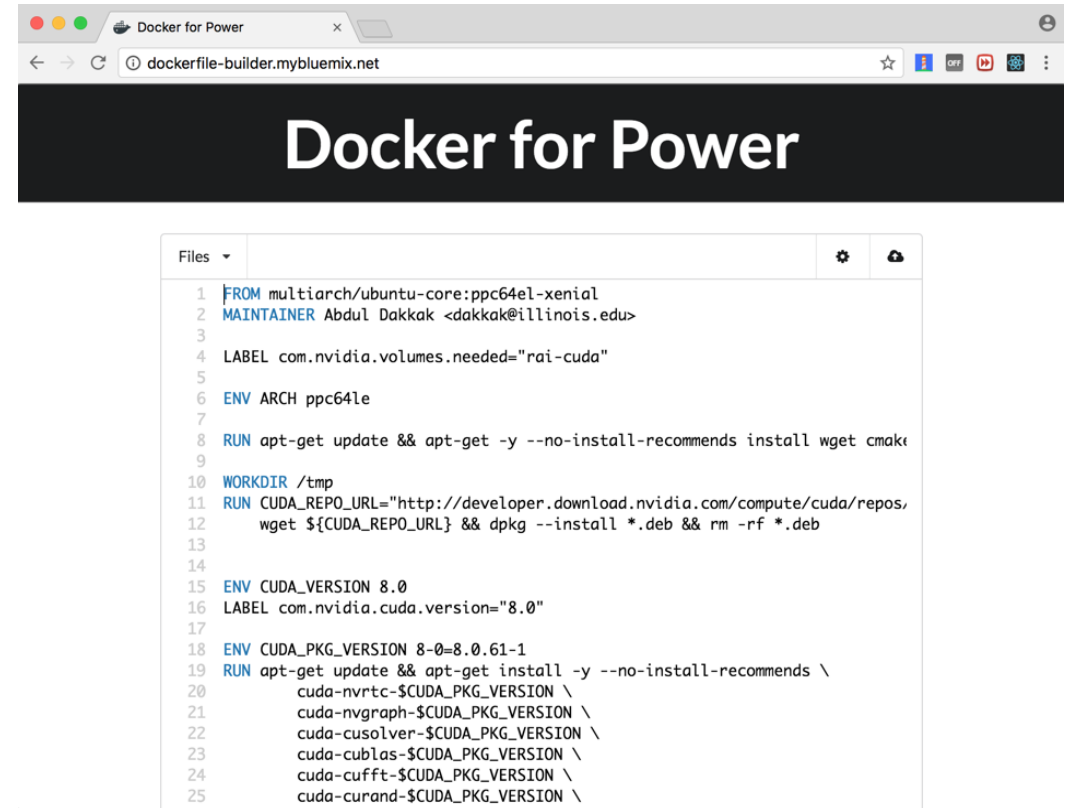 Docker for Power
dockerfile-builder.mybluemix.net
OFF
Docker for Power
Files
1 FROM multiarch/ubuntu-core:ppc64el-xenial
2 MAINTAINER Abdul Dakkak <dakkak@illinois.edu>
3
4 LABEL com.nvidia.volumes.needed="rai-cuda"
5
6 ENV ARCH ppc64le
7
8 RUN apt-get update && apt-get -y --no-install-recommends install wget cmake
9
10 WORKDIR /tmp
11 RUN CUDA_REPO_URL="http://developer.download.nvidia.com/compute/cuda/repos/
12 wget ${CUDA_REPO_URL} && dpkg --install *.deb && rm -rf *.deb
13
14
15 ENV CUDA_VERSION 8.0
16 LABEL com.nvidia.cuda.version="8.0"
17
18 ENV CUDA_PKG_VERSION 8-0=8.0.61-1
19 RUN apt-get update && apt-get install -y --no-install-recommends \
20 cuda-nvrtc-$CUDA_PKG_VERSION \
21 cuda-nvgraph-$CUDA_PKG_VERSION \
22 cuda-cusolver-$CUDA_PKG_VERSION \
23 cuda-cublas-$CUDA_PKG_VERSION \
24 cuda-cufft-$CUDA_PKG_VERSION \
25 cuda-curand-$CUDA_PKG_VERSION \